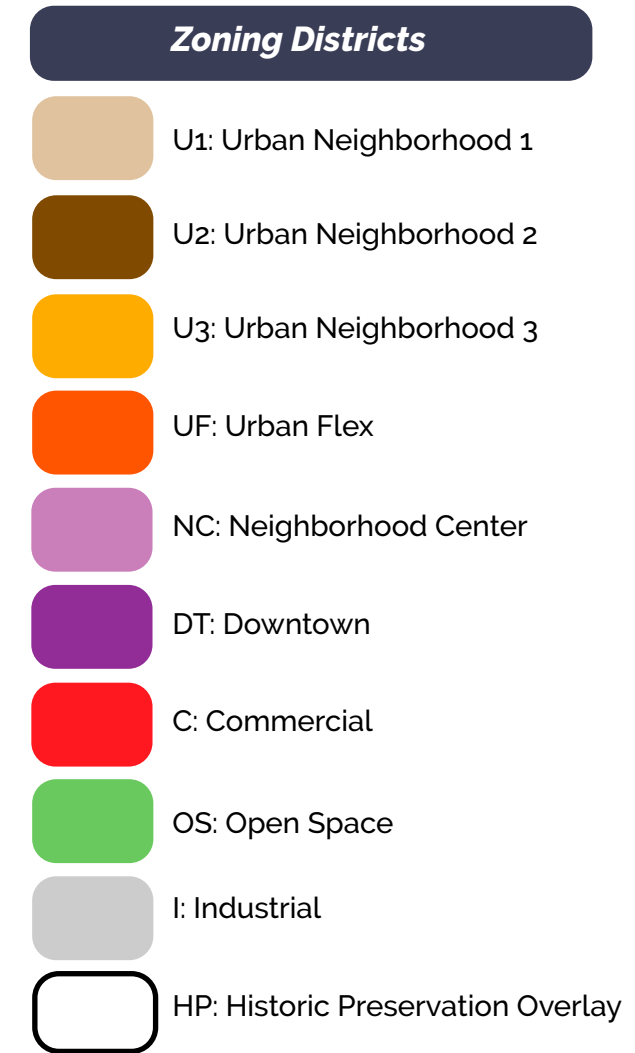 Zoning Districts
U1: Urban Neighborhood 1
U2: Urban Neighborhood 2
U3: Urban Neighborhood 3
UF: Urban Flex
NC: Neighborhood Center
DT: Downtown
C: Commercial
OS: Open Space
I: Industrial
HP: Historic Preservation Overlay